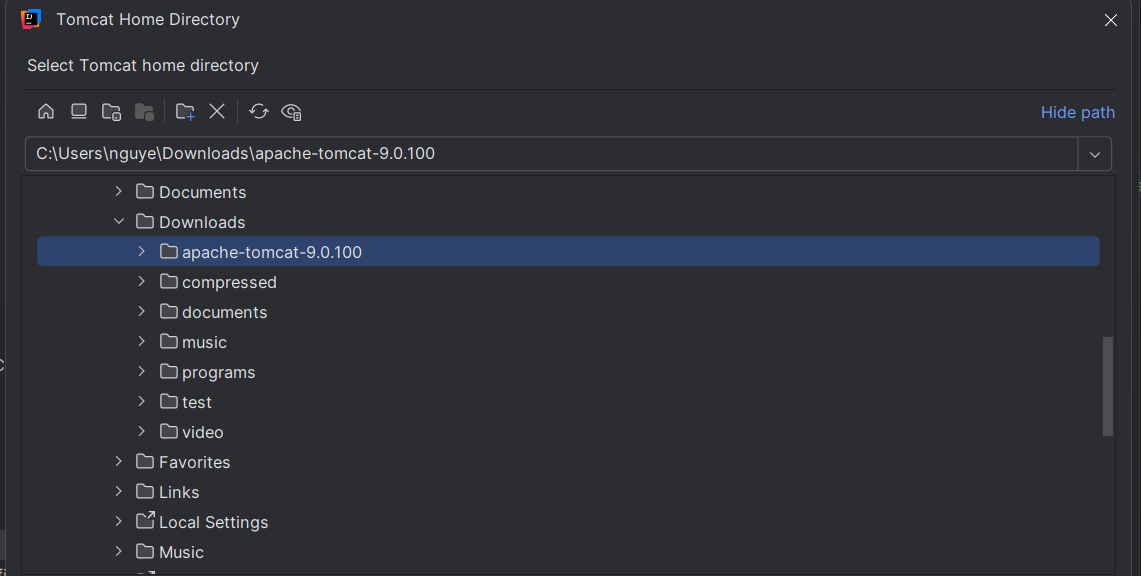 Tomcat Home Directory
Select Tomcat home directory
Hide path
C:\Users\nguye\Downloads\apache-tomcat-9.0.100
Documents
Downloads
apache-tomcat-9.0.100
compressed
documents
music
programs
test
video
Favorites
Links
Local Settings
Music